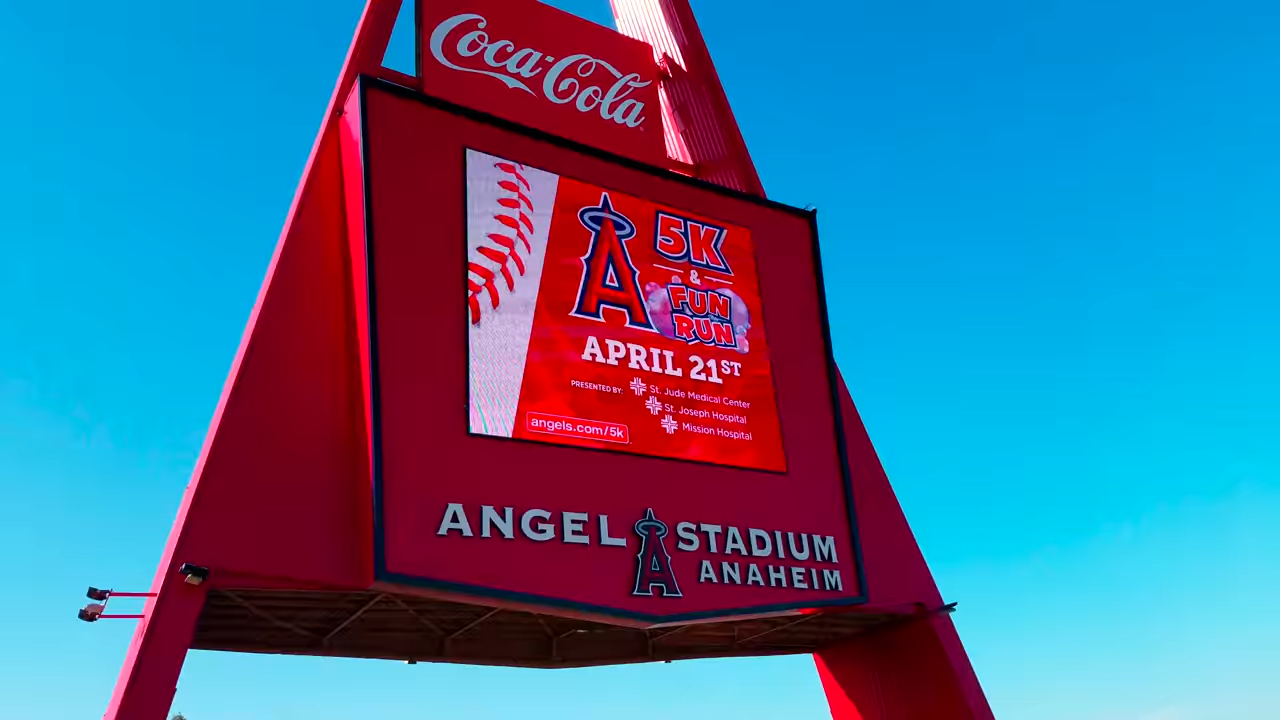 Coca-Cola
A 5K
&
FUN
RUN
APRIL 21ST
PRESENTED BY: St. Jude Medical Center
St. Joseph Hospital
Mission Hospital
angels.com/5k
ANGEL A STADIUM
ANAHEIM